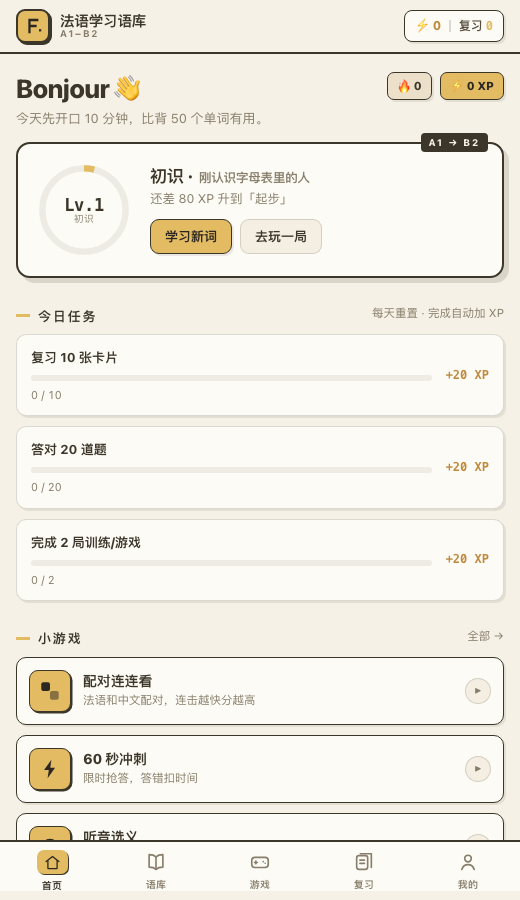 F.
法语学习语库
A1–B2
⚡ 0 | 复习 0
Bonjour 👋
🔥 0
⚡ 0 XP
今天先开口 10 分钟，比背 50 个单词有用。
A1 → B2
Lv.1
初识
初识 · 刚认识字母表里的人
还差 80 XP 升到「起步」
学习新词
去玩一局
今日任务
每天重置 · 完成自动加 XP
复习 10 张卡片
+20 XP
0 / 10
答对 20 道题
+20 XP
0 / 20
完成 2 局训练/游戏
+20 XP
0 / 2
小游戏
全部 →
配对连连看
法语和中文配对，连击越快分越高
60 秒冲刺
限时抢答，答错扣时间
听音选义
首页
语库
游戏
复习
我的